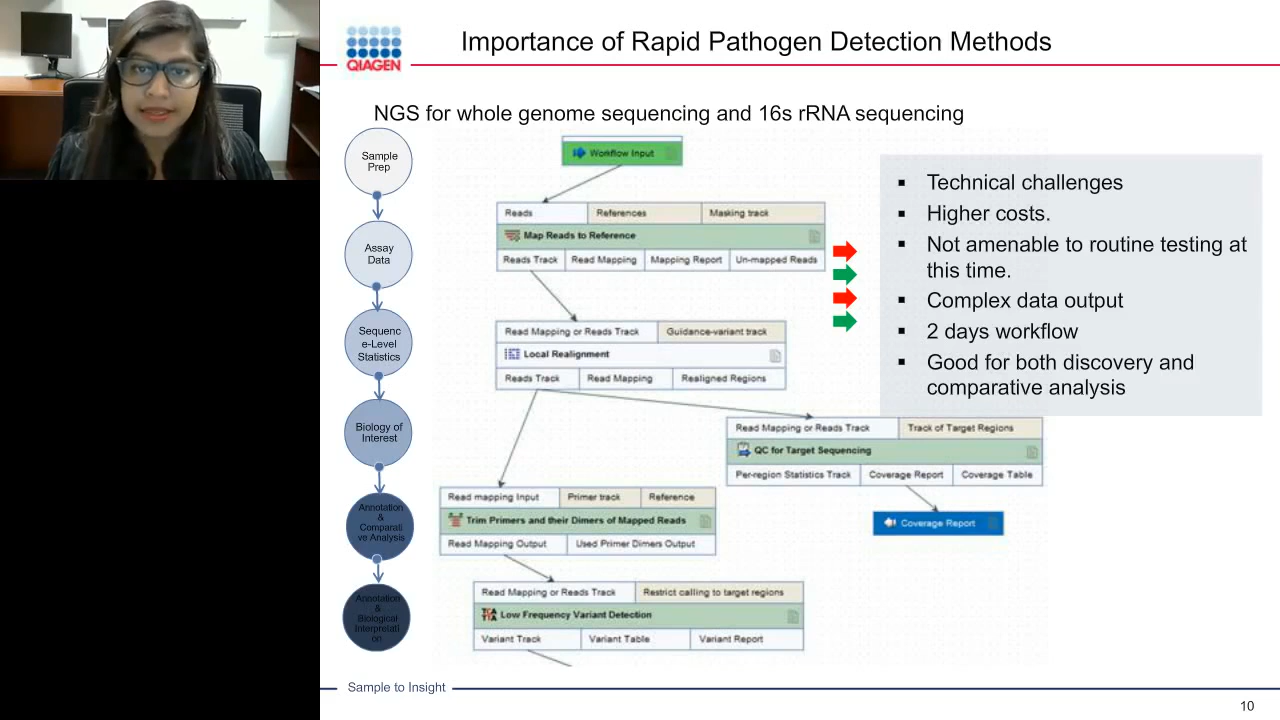 QIAGEN
Importance of Rapid Pathogen Detection Methods
NGS for whole genome sequencing and 16s rRNA sequencing
Sample
Prep
Assay
Data
Sequenc
e-Level
Statistics
Biology of
Interest
Annotation
&
Comparati
ve Analysis
Annotation
&
Biological
Interpretati
on
Workflow Input
Reads References Masking track
Map Reads to Reference
Reads Track Read Mapping Mapping Report Un-mapped Reads
Read Mapping or Reads Track Guidance-variant track
Local Realignment
Reads Track Read Mapping Realigned Regions
Read Mapping or Reads Track Track of Target Regions
QC for Target Sequencing
Per-region Statistics Track Coverage Report Coverage Table
Coverage Report
Read mapping Input Primer track Reference
Trim Primers and their Dimers of Mapped Reads
Read Mapping Output Used Primer Dimers Output
Read Mapping or Reads Track Restrict calling to target regions
Low Frequency Variant Detection
Variant Track Variant Table Variant Report
▪ Technical challenges
▪ Higher costs.
▪ Not amenable to routine testing at
this time.
▪ Complex data output
▪ 2 days workflow
▪ Good for both discovery and
comparative analysis
Sample to Insight
10